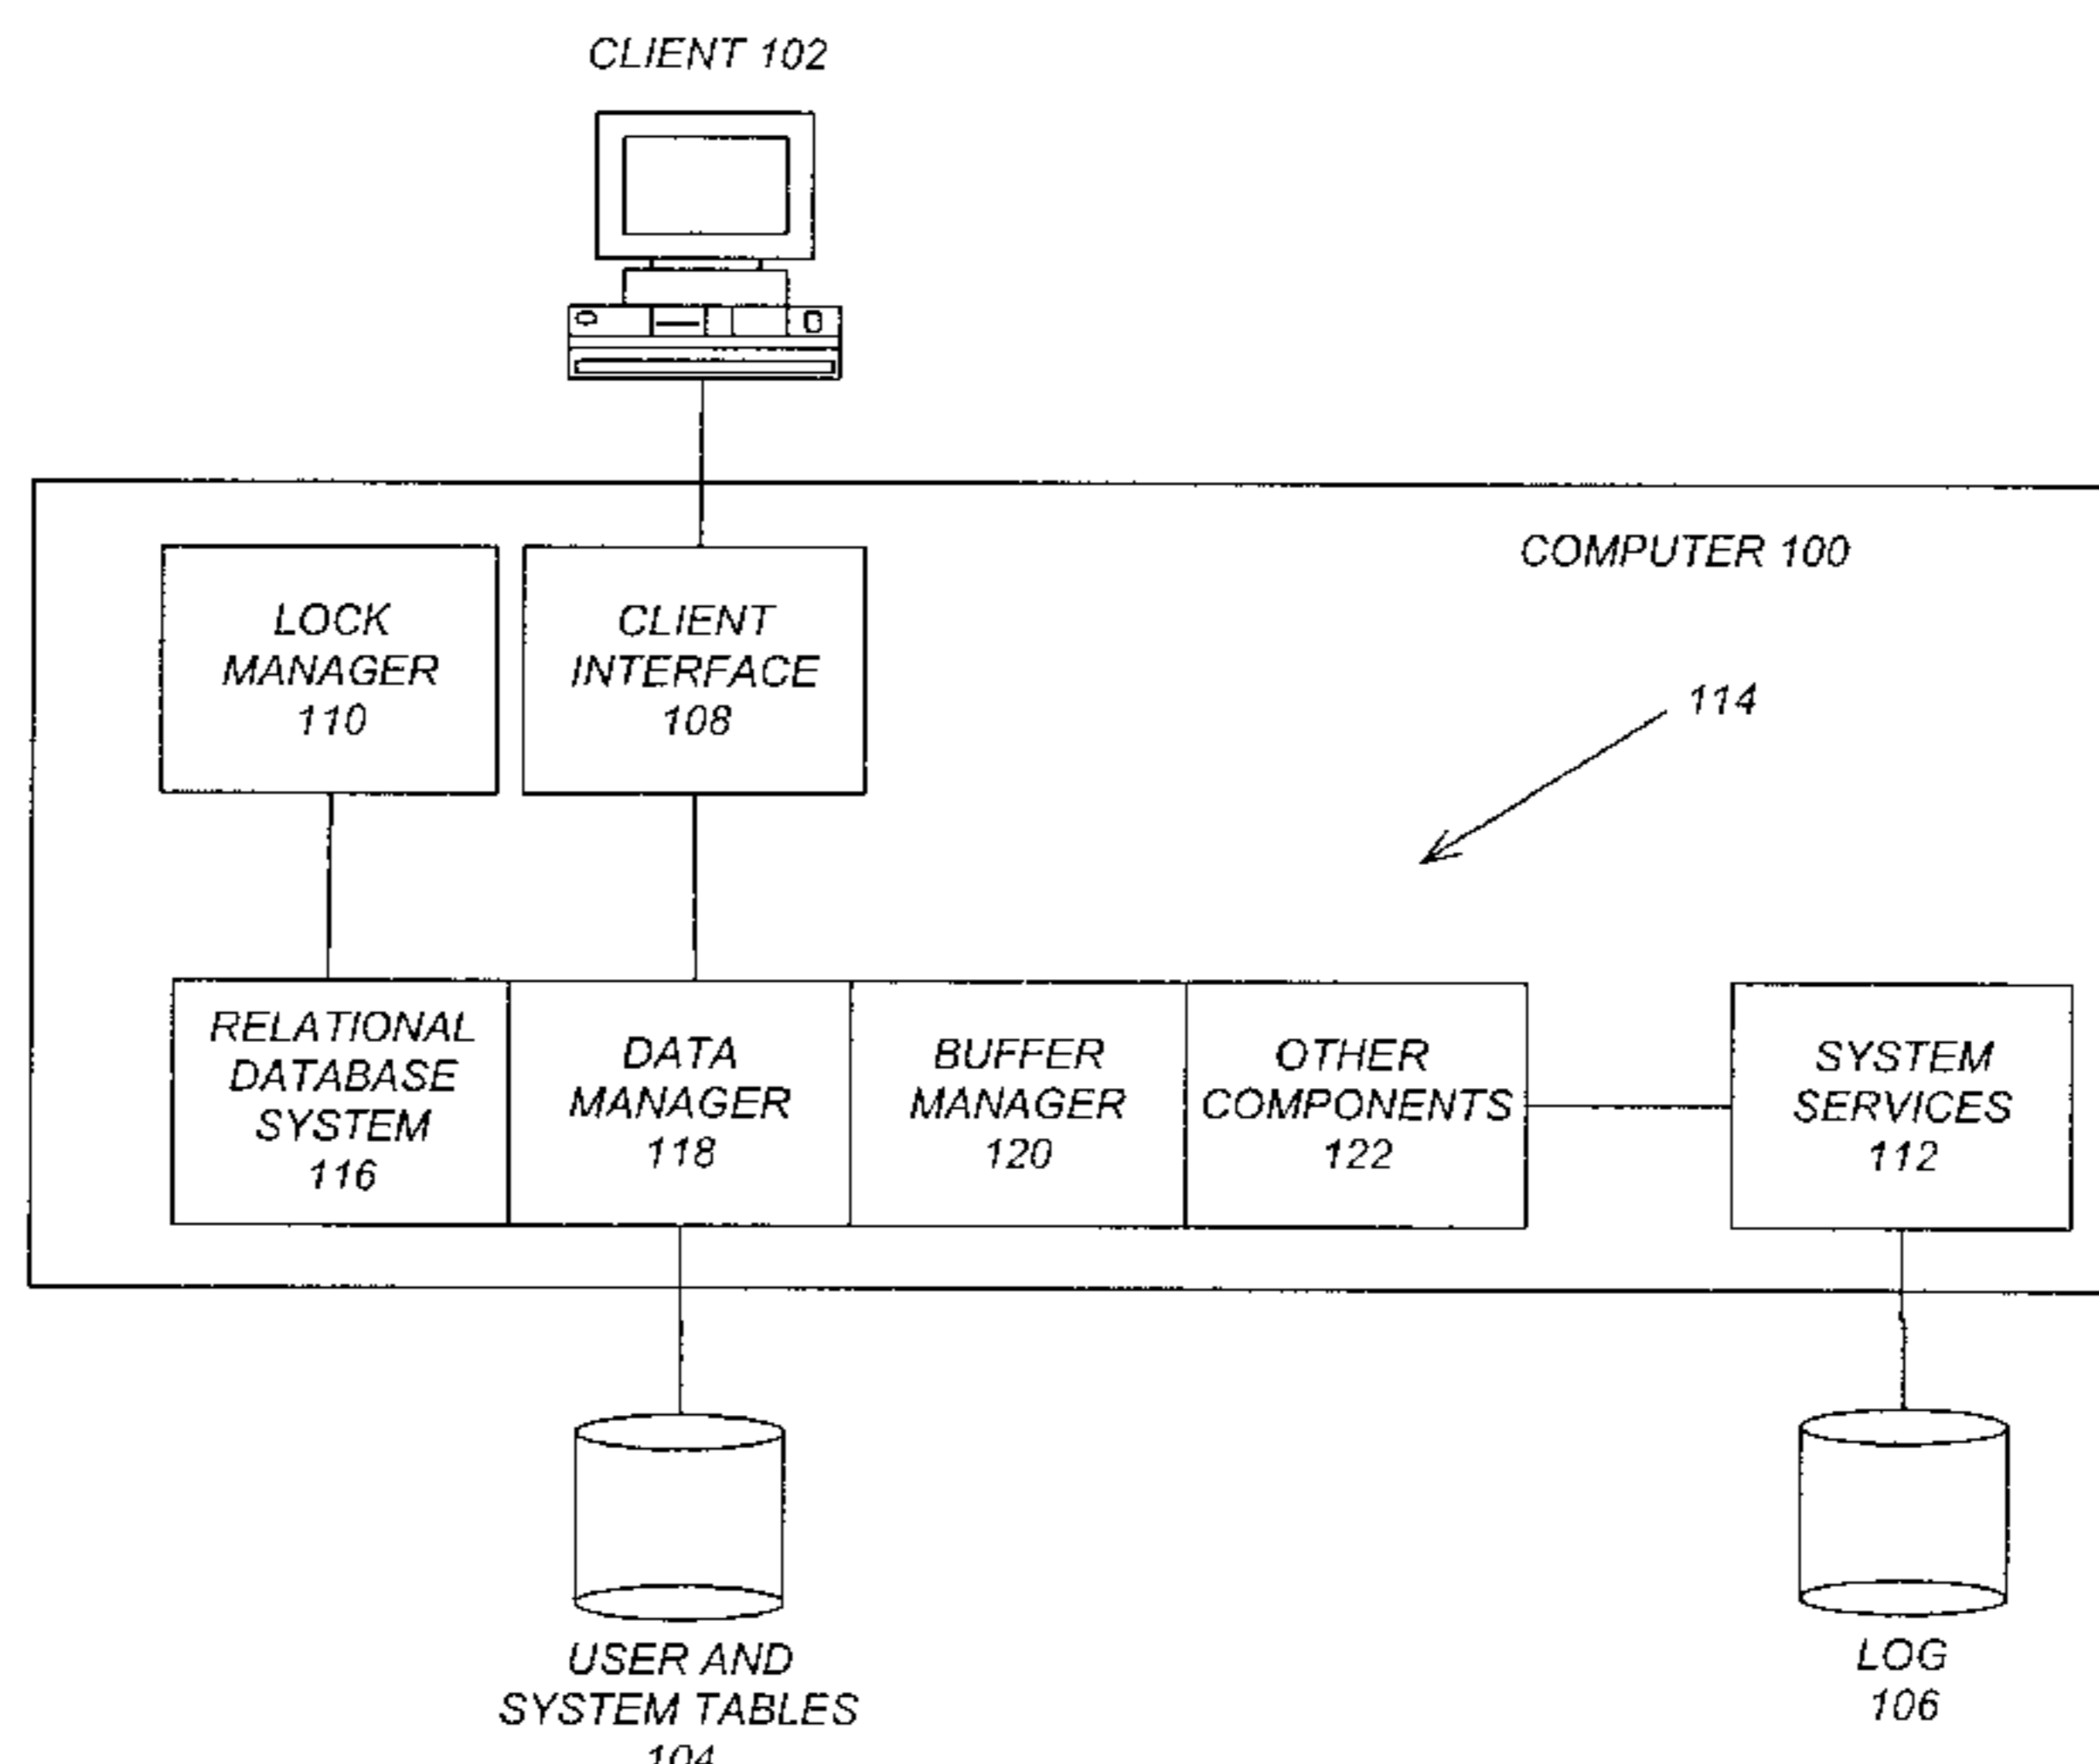 CLIENT 102
COMPUTER 100
LOCK
MANAGER
110
CLIENT
INTERFACE
108
114
RELATIONAL
DATABASE
SYSTEM
116
DATA
MANAGER
118
BUFFER
MANAGER
120
OTHER
COMPONENTS
122
SYSTEM
SERVICES
112
USER AND
SYSTEM TABLES
104
LOG
106